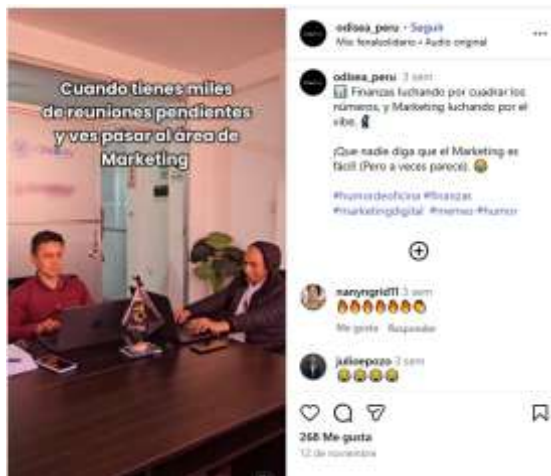 Cuando tienes miles
de reuniones pendientes
y ves pasar al área de
Marketing
odisea_peru • Seguir
Audio original
odisea_peru 3 sem
Finanzas luchando por cuadrar los
números, y Marketing luchando por el
vibe.
¡Que nadie diga que el Marketing es
fácil! (Pero a veces parece). 😂
#humordeoficina #finanzas
#marketingdigital #memes #humor
nanyngrid11 3 sem
🔥🔥🔥🔥🔥🔥👏
Me gusta Responder
julioepozo 3 sem
😂😂😂😂
268 Me gusta
12 de noviembre